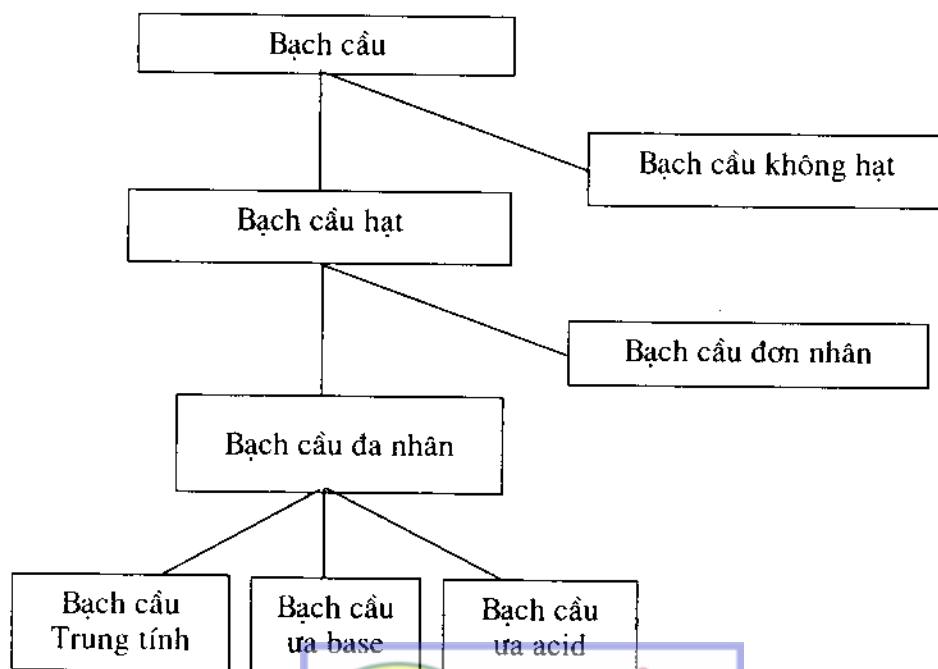 Bạch cầu
Bạch cầu không hạt
Bạch cầu hạt
Bạch cầu đơn nhân
Bạch cầu đa nhân
Bạch cầu
Trung tính
Bạch cầu
ưa base
Bạch cầu
ưa acid